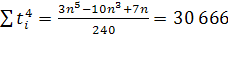 ∑ t_i^4 = (3n^5−10n^3+7n)/240 = 30 666